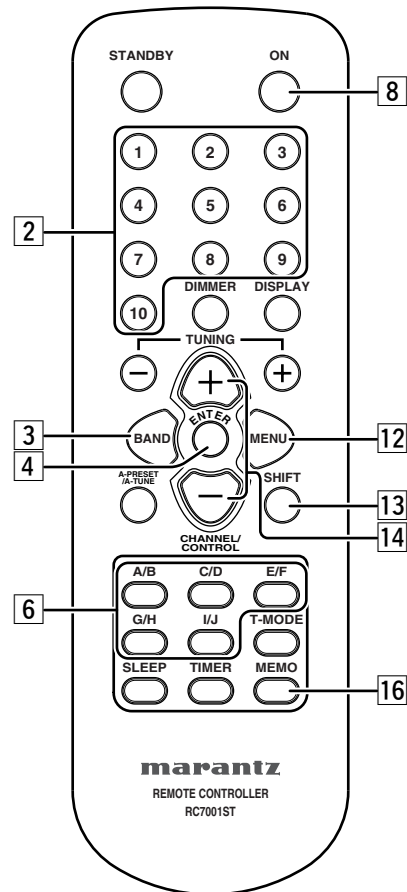 STANDBY ON
8
1 2 3
4 5 6
2
7 8 9
DIMMER DISPLAY
10
TUNING
− +
+
ENTER
3 BAND MENU 12
4
A-PRESET
/A-TUNE
SHIFT
−
13
CHANNEL/
CONTROL
14
A/B C/D E/F
6
G/H I/J T-MODE
SLEEP TIMER MEMO
16
marantz
REMOTE CONTROLLER
RC7001ST